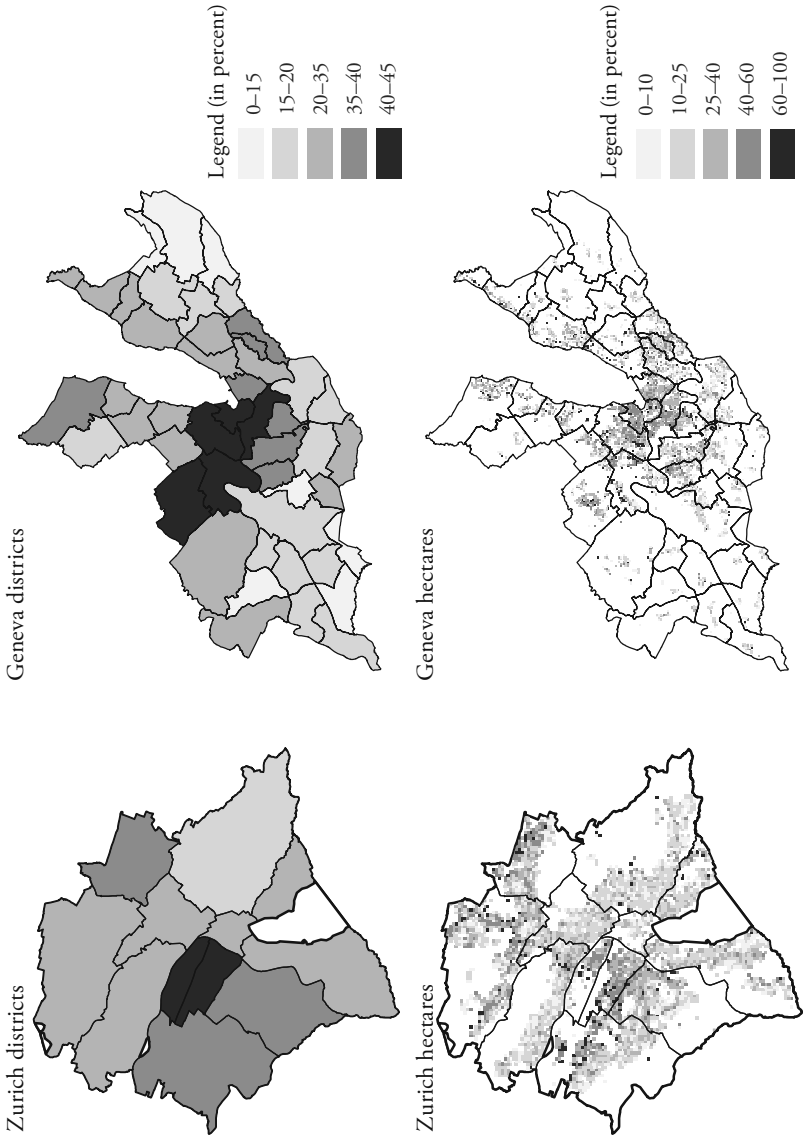 Zurich districts
Geneva districts
Legend (in percent)
0–15
15–20
20–35
35–40
40–45
Zurich hectares
Geneva hectares
Legend (in percent)
0–10
10–25
25–40
40–60
60–100